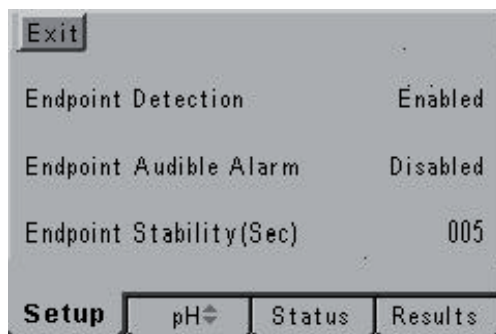 Exit
Endpoint Detection Enabled
Endpoint Audible Alarm Disabled
Endpoint Stability(Sec) 005
Setup pH Status Results